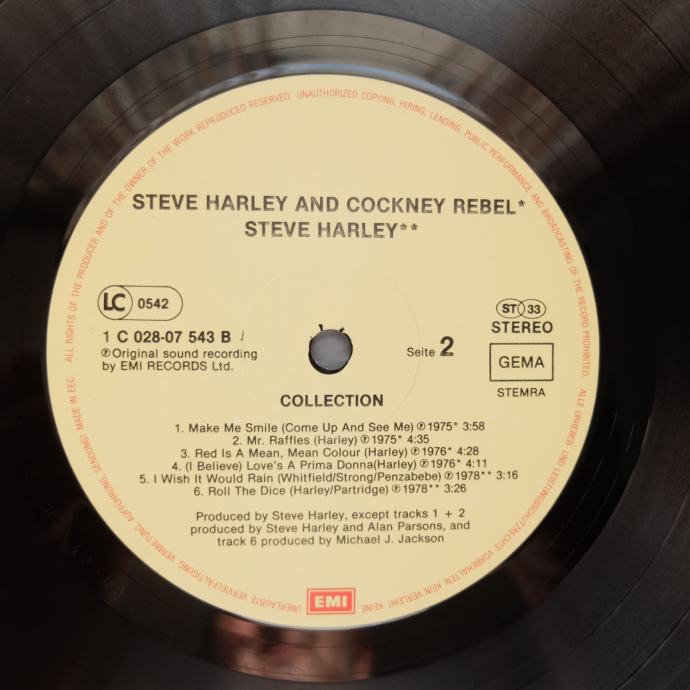 STEVE HARLEY AND COCKNEY REBEL*
STEVE HARLEY**
LC 0542
1 C 028-07 543 B
ⓅOriginal sound recording
by EMI RECORDS Ltd.
Seite 2
ST 33
STEREO
GEMA
STEMRA
COLLECTION
1. Make Me Smile (Come Up And See Me) Ⓟ1975* 3:58
2. Mr. Raffles (Harley) Ⓟ1975* 4:35
3. Red Is A Mean, Mean Colour (Harley) Ⓟ1976* 4:28
4. (I Believe) Love's A Prima Donna(Harley) Ⓟ1976* 4:11
5. I Wish It Would Rain (Whitfield/Strong/Penzabebe) Ⓟ1978** 3:16
6. Roll The Dice (Harley/Partridge) Ⓟ1978** 3:26
Produced by Steve Harley, except tracks 1 + 2
produced by Steve Harley and Alan Parsons, and
track 6 produced by Michael J. Jackson
EMI
ALL RIGHTS OF THE PRODUCER AND OF THE OWNER OF THE WORK REPRODUCED RESERVED. UNAUTHORIZED COPYING, HIRING, LENDING, PUBLIC PERFORMANCE AND BROADCASTING OF THE RECORD PROHIBITED. ALLE URHEBER- UND LEISTUNGSSCHUTZRECHTE VORBEHALTEN. KEIN VERLEIH! KEINE UNERLAUBTE VERVIELFÄLTIGUNG, VERMIETUNG, AUFFÜHRUNG, SENDUNG! MADE IN EEC.